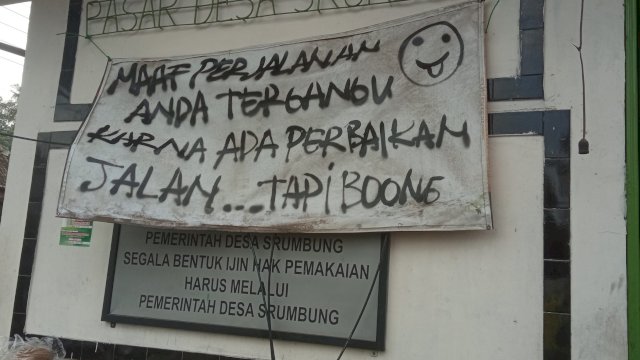 PASAR DESA SRUM
MAAF PERJALANAN
ANDA TERGANGU
KARNA ADA PERBAIKAN
JALAN...TAPI BOONG
PEMERINTAH DESA SRUMBUNG
SEGALA BENTUK IJIN HAK PEMAKAIAN
HARUS MELALUI
PEMERINTAH DESA SRUMBUNG